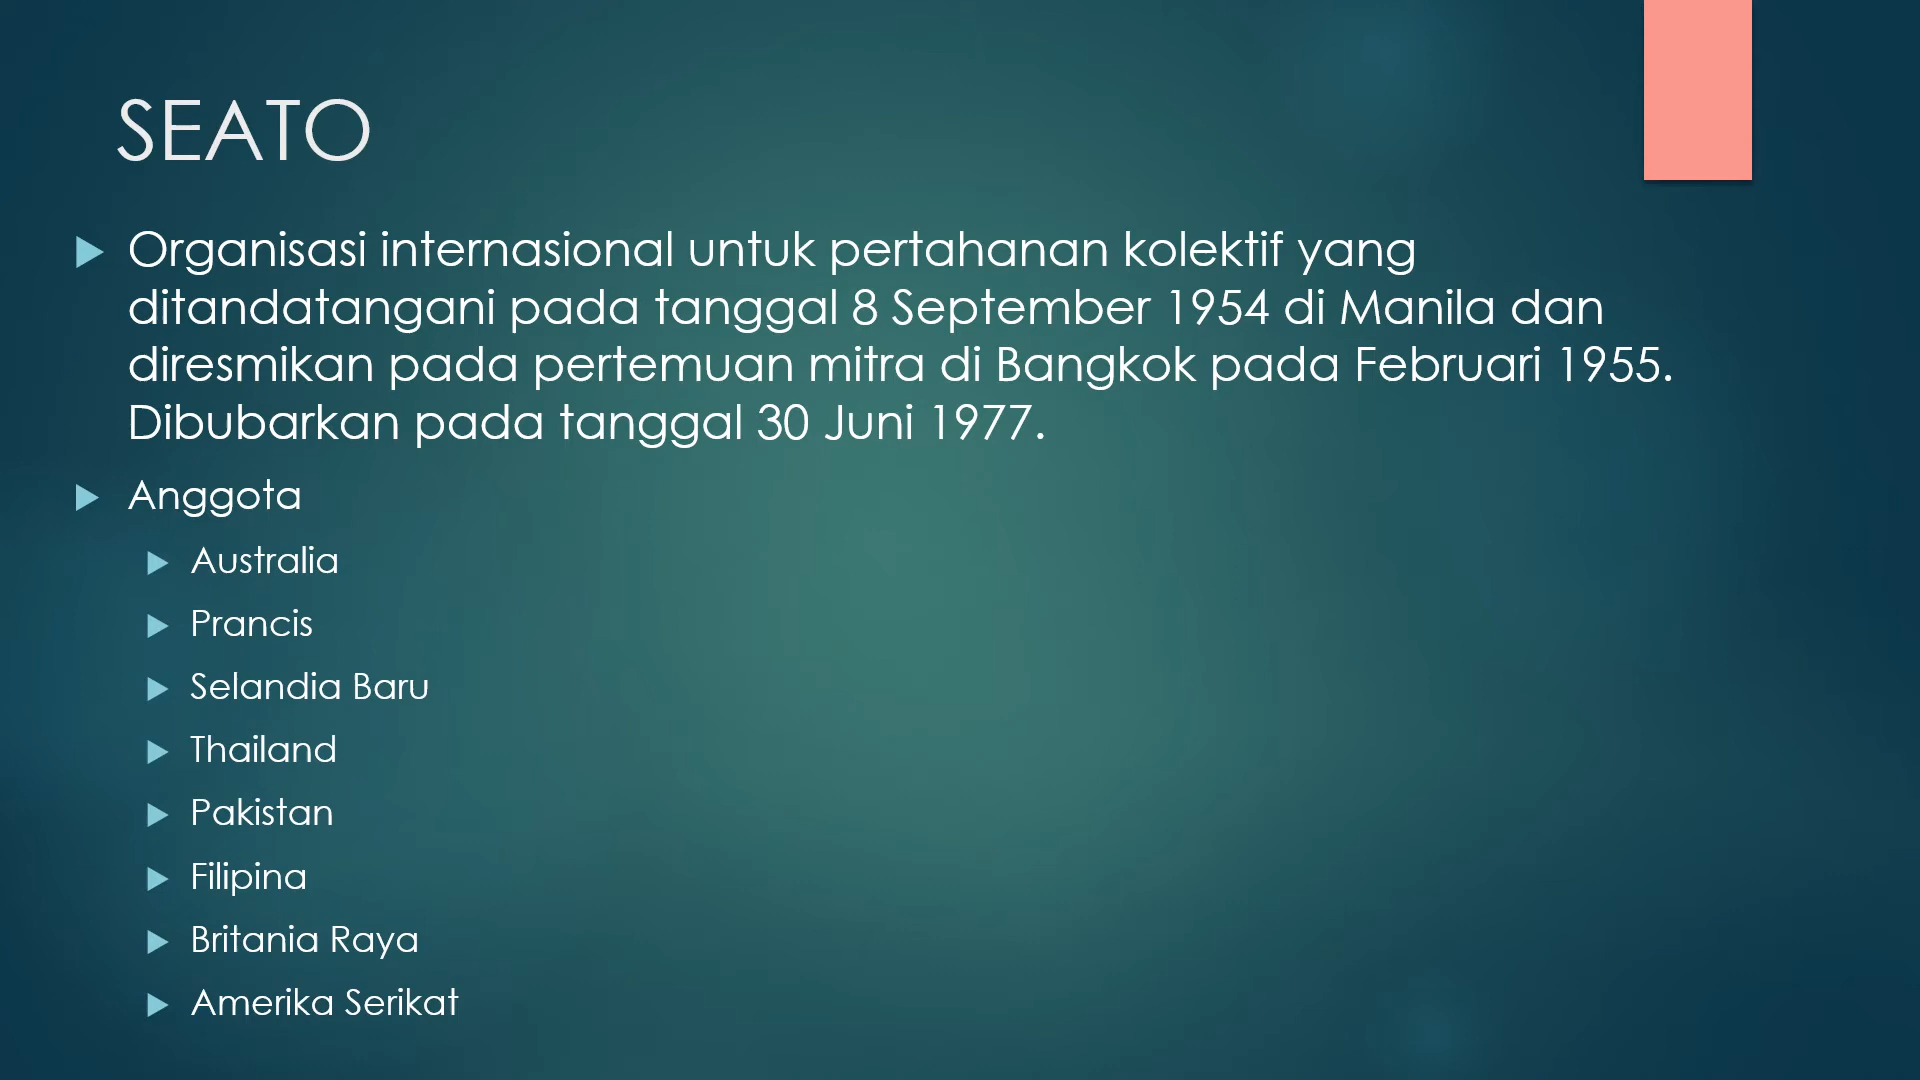 SEATO
Organisasi internasional untuk pertahanan kolektif yang
ditandatangani pada tanggal 8 September 1954 di Manila dan
diresmikan pada pertemuan mitra di Bangkok pada Februari 1955.
Dibubarkan pada tanggal 30 Juni 1977.
Anggota
Australia
Prancis
Selandia Baru
Thailand
Pakistan
Filipina
Britania Raya
Amerika Serikat